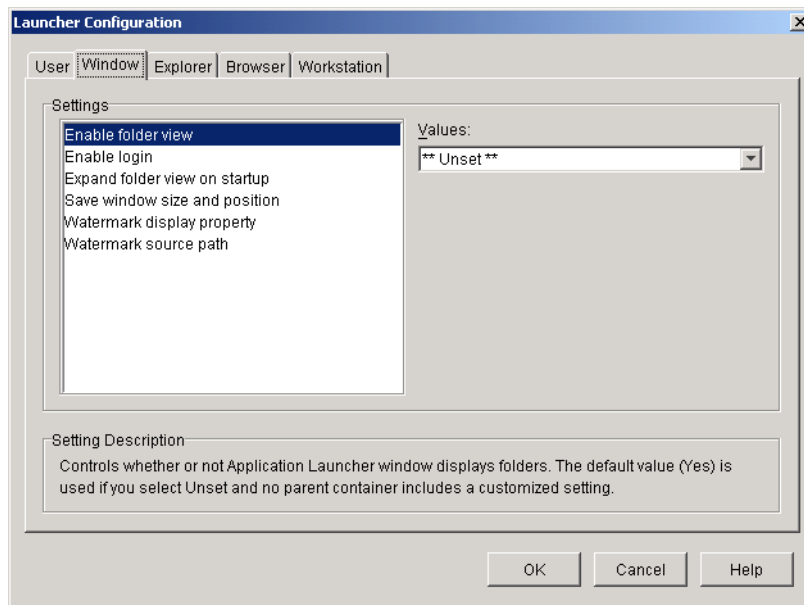 Launcher Configuration
User Window Explorer Browser Workstation
Settings
Enable folder view
Enable login
Expand folder view on startup
Save window size and position
Watermark display property
Watermark source path
Values:
** Unset **
Setting Description
Controls whether or not Application Launcher window displays folders. The default value (Yes) is
used if you select Unset and no parent container includes a customized setting.
OK Cancel Help